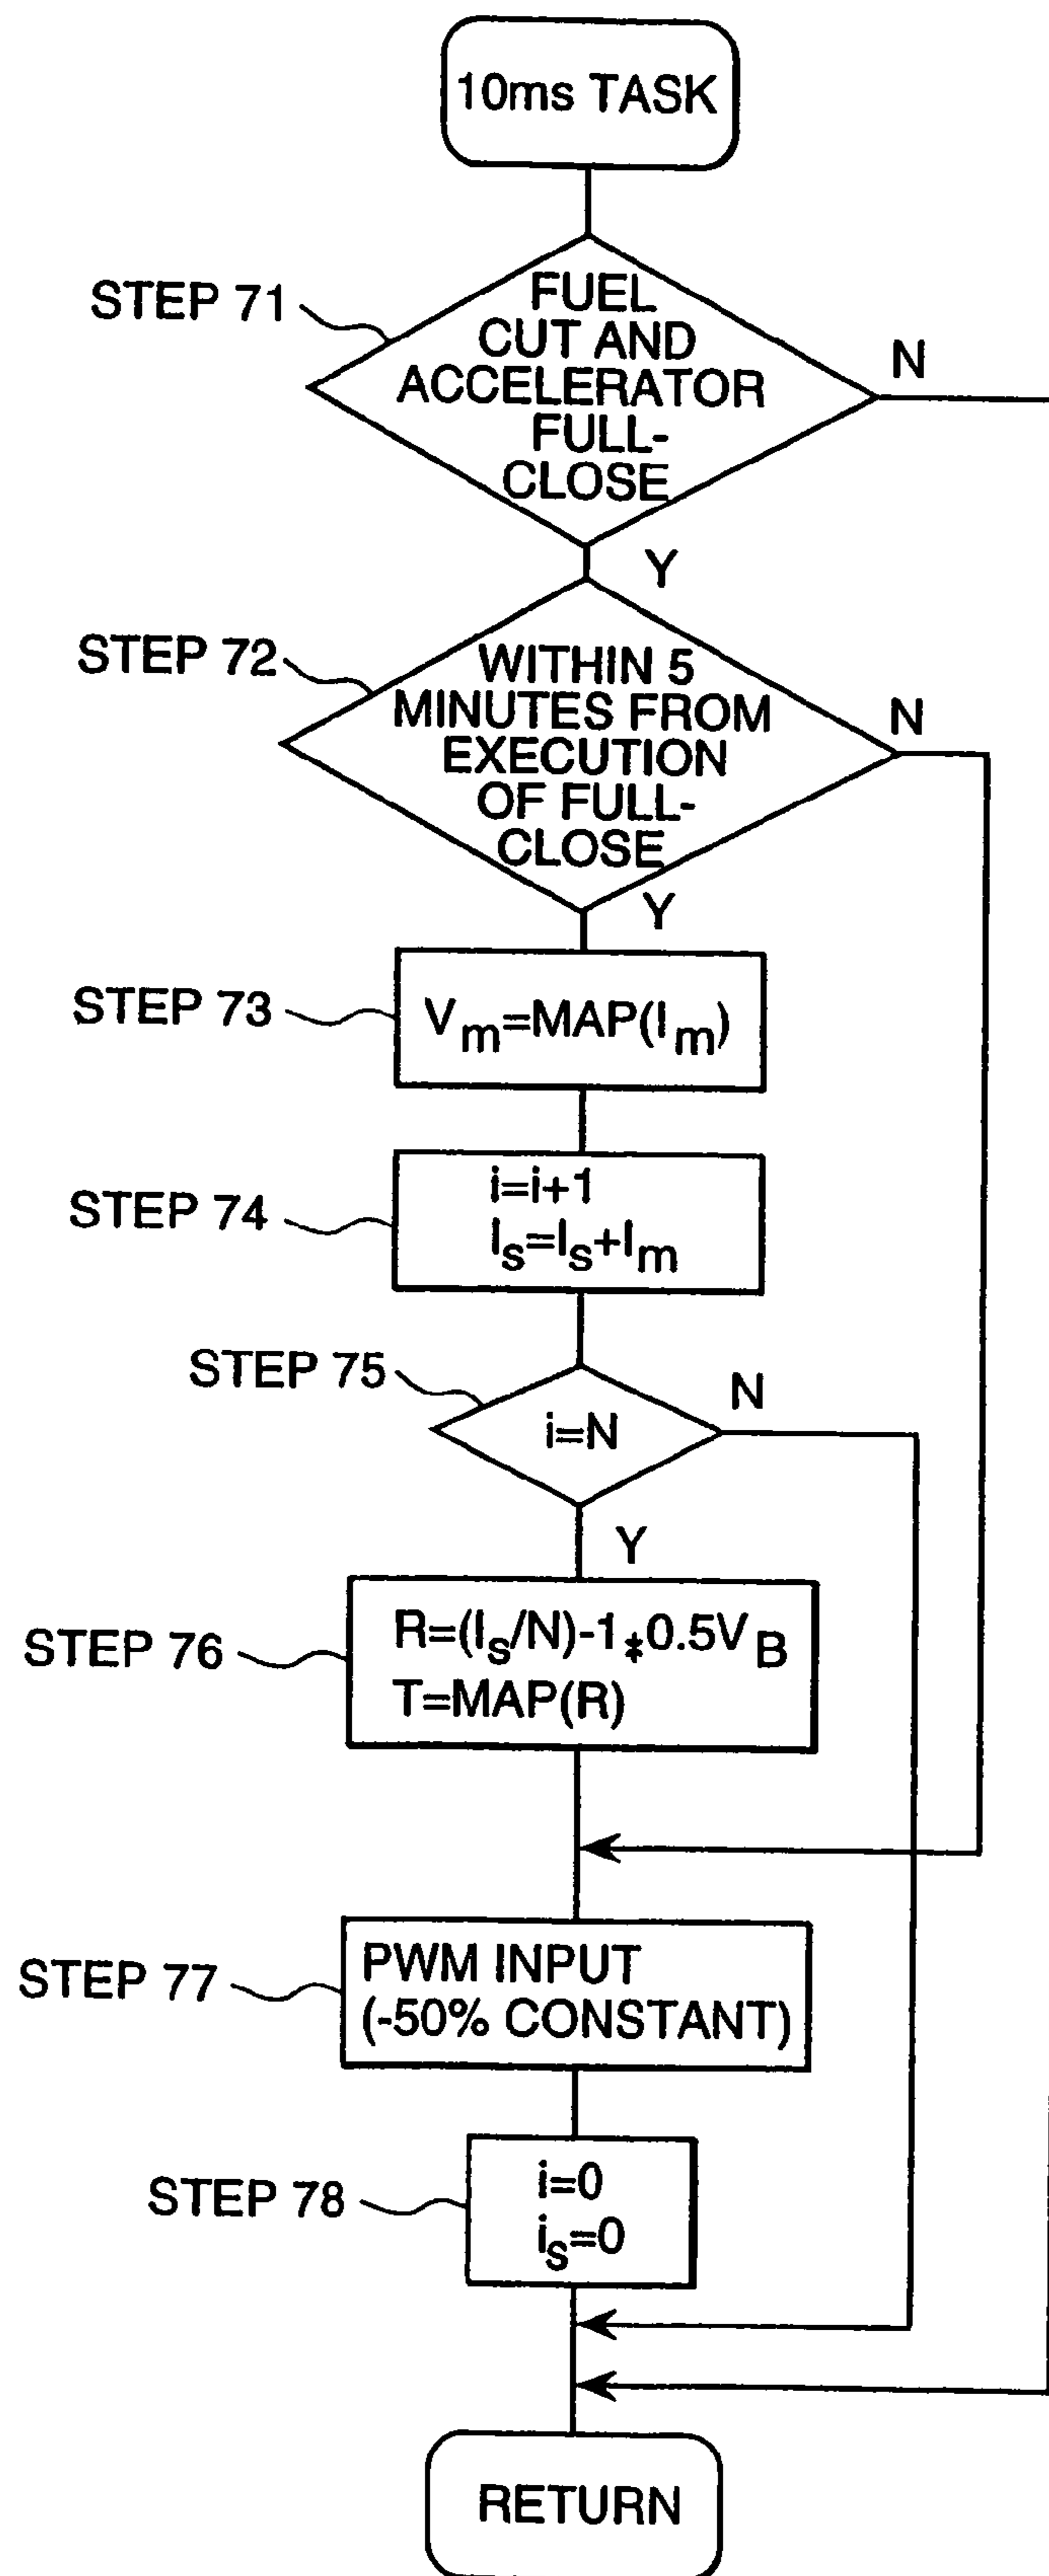 10ms TASK
STEP 71
FUEL
CUT AND
ACCELERATOR
FULL-
CLOSE
N
Y
STEP 72
WITHIN 5
MINUTES FROM
EXECUTION
OF FULL-
CLOSE
N
Y
STEP 73
Vm=MAP(Im)
STEP 74
i=i+1
Is=Is+Im
STEP 75
i=N
N
Y
STEP 76
R=(Is/N)-1*0.5VB
T=MAP(R)
STEP 77
PWM INPUT
(-50% CONSTANT)
STEP 78
i=0
is=0
RETURN